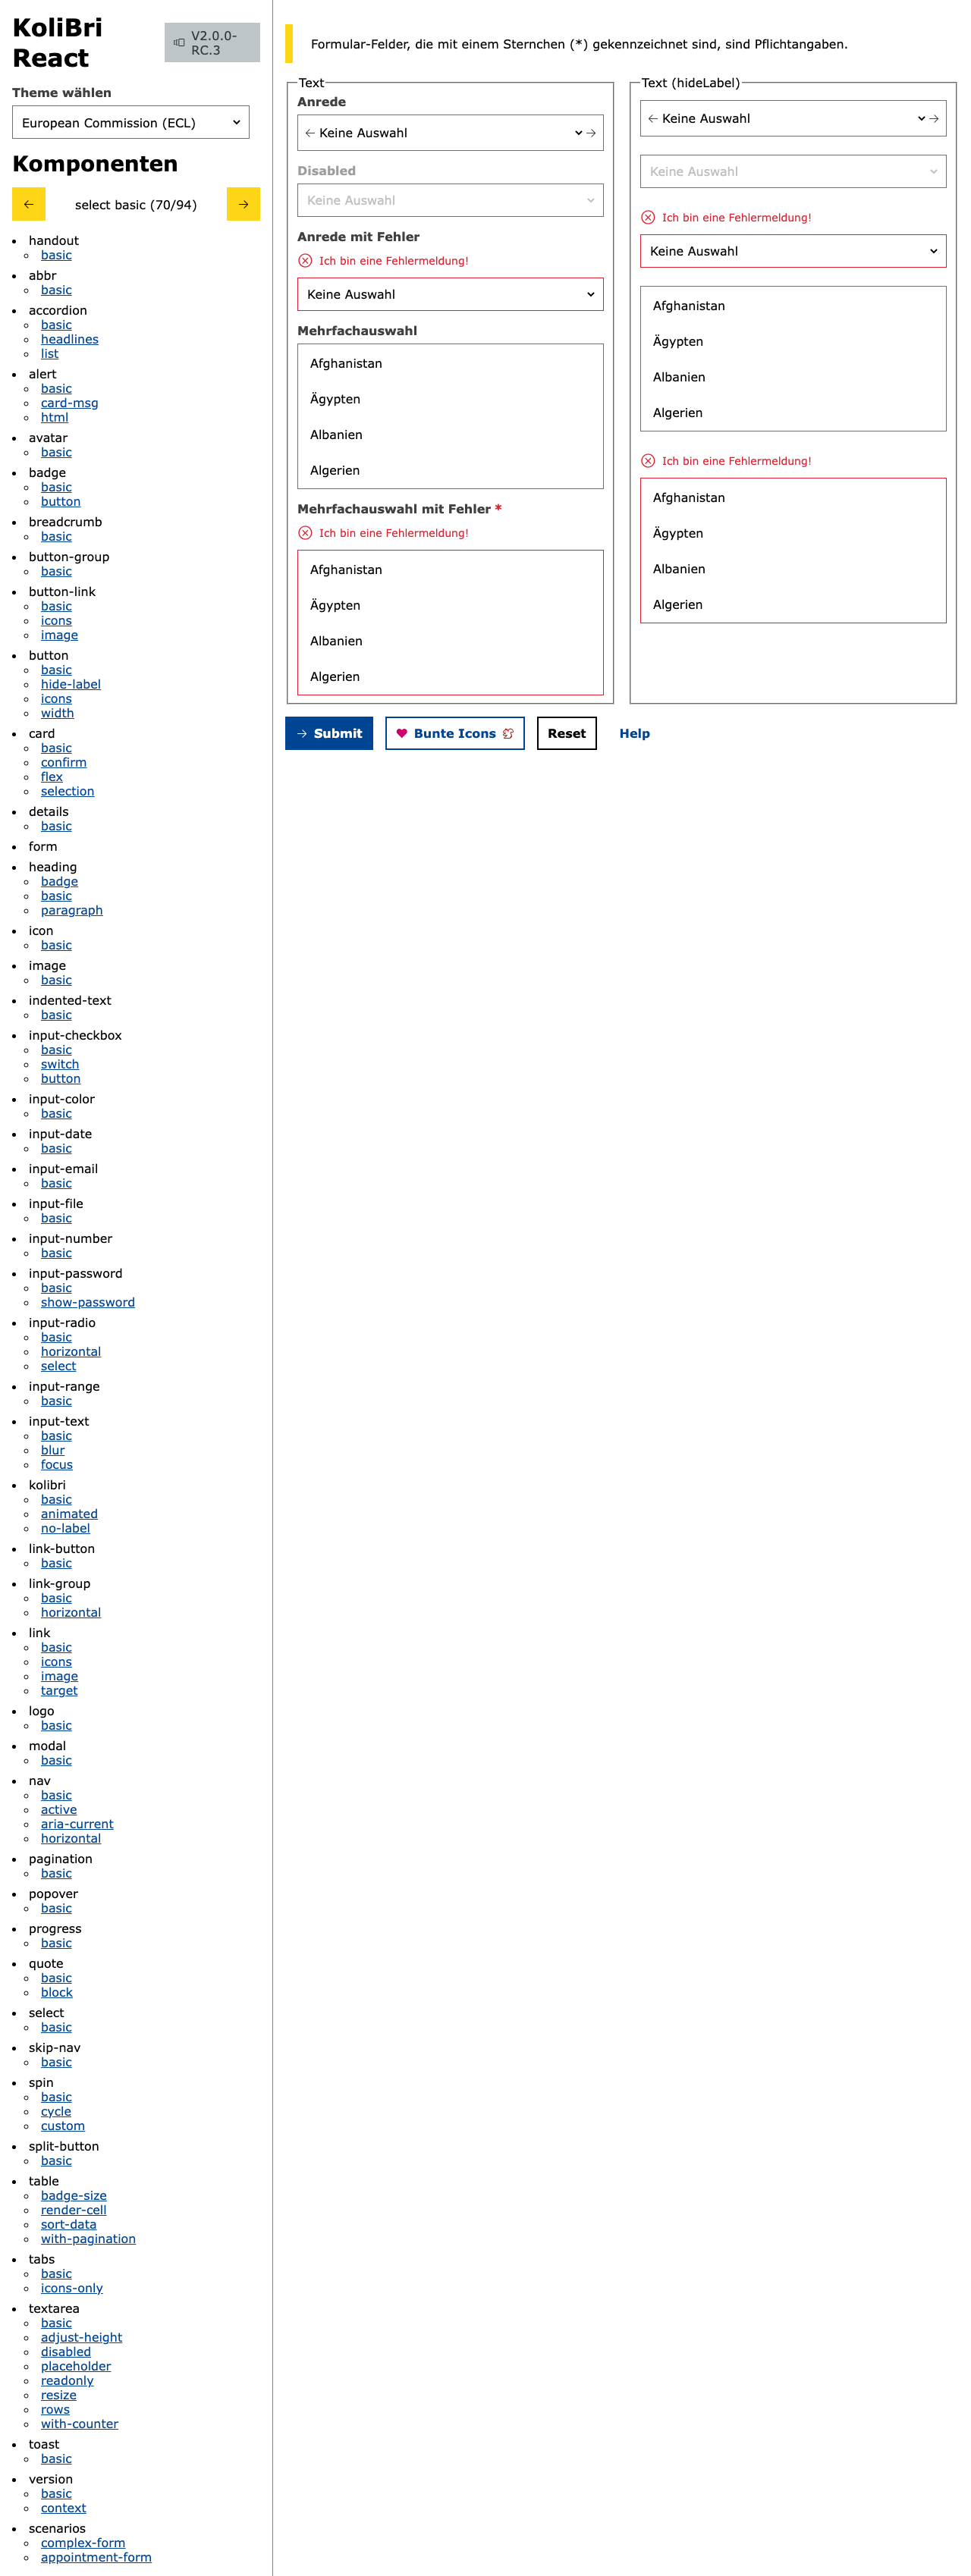 KoliBri
React
V2.0.0-
RC.3
Theme wählen
European Commission (ECL)
Komponenten
select basic (70/94)
handout
basic
abbr
basic
accordion
basic
headlines
list
alert
basic
card-msg
html
avatar
basic
badge
basic
button
breadcrumb
basic
button-group
basic
button-link
basic
icons
image
button
basic
hide-label
icons
width
card
basic
confirm
flex
selection
details
basic
form
heading
badge
basic
paragraph
icon
basic
image
basic
indented-text
basic
input-checkbox
basic
switch
button
input-color
basic
input-date
basic
input-email
basic
input-file
basic
input-number
basic
input-password
basic
show-password
input-radio
basic
horizontal
select
input-range
basic
input-text
basic
blur
focus
kolibri
basic
animated
no-label
link-button
basic
link-group
basic
horizontal
link
basic
icons
image
target
logo
basic
modal
basic
nav
basic
active
aria-current
horizontal
pagination
basic
popover
basic
progress
basic
quote
basic
block
select
basic
skip-nav
basic
spin
basic
cycle
custom
split-button
basic
table
badge-size
render-cell
sort-data
with-pagination
tabs
basic
icons-only
textarea
basic
adjust-height
disabled
placeholder
readonly
resize
rows
with-counter
toast
basic
version
basic
context
scenarios
complex-form
appointment-form
Formular-Felder, die mit einem Sternchen (*) gekennzeichnet sind, sind Pflichtangaben.
Text
Anrede
Keine Auswahl
Disabled
Keine Auswahl
Anrede mit Fehler
Ich bin eine Fehlermeldung!
Keine Auswahl
Mehrfachauswahl
Afghanistan
Ägypten
Albanien
Algerien
Mehrfachauswahl mit Fehler *
Ich bin eine Fehlermeldung!
Afghanistan
Ägypten
Albanien
Algerien
Text (hideLabel)
Keine Auswahl
Keine Auswahl
Ich bin eine Fehlermeldung!
Keine Auswahl
Afghanistan
Ägypten
Albanien
Algerien
Ich bin eine Fehlermeldung!
Afghanistan
Ägypten
Albanien
Algerien
Submit
Bunte Icons
Reset
Help